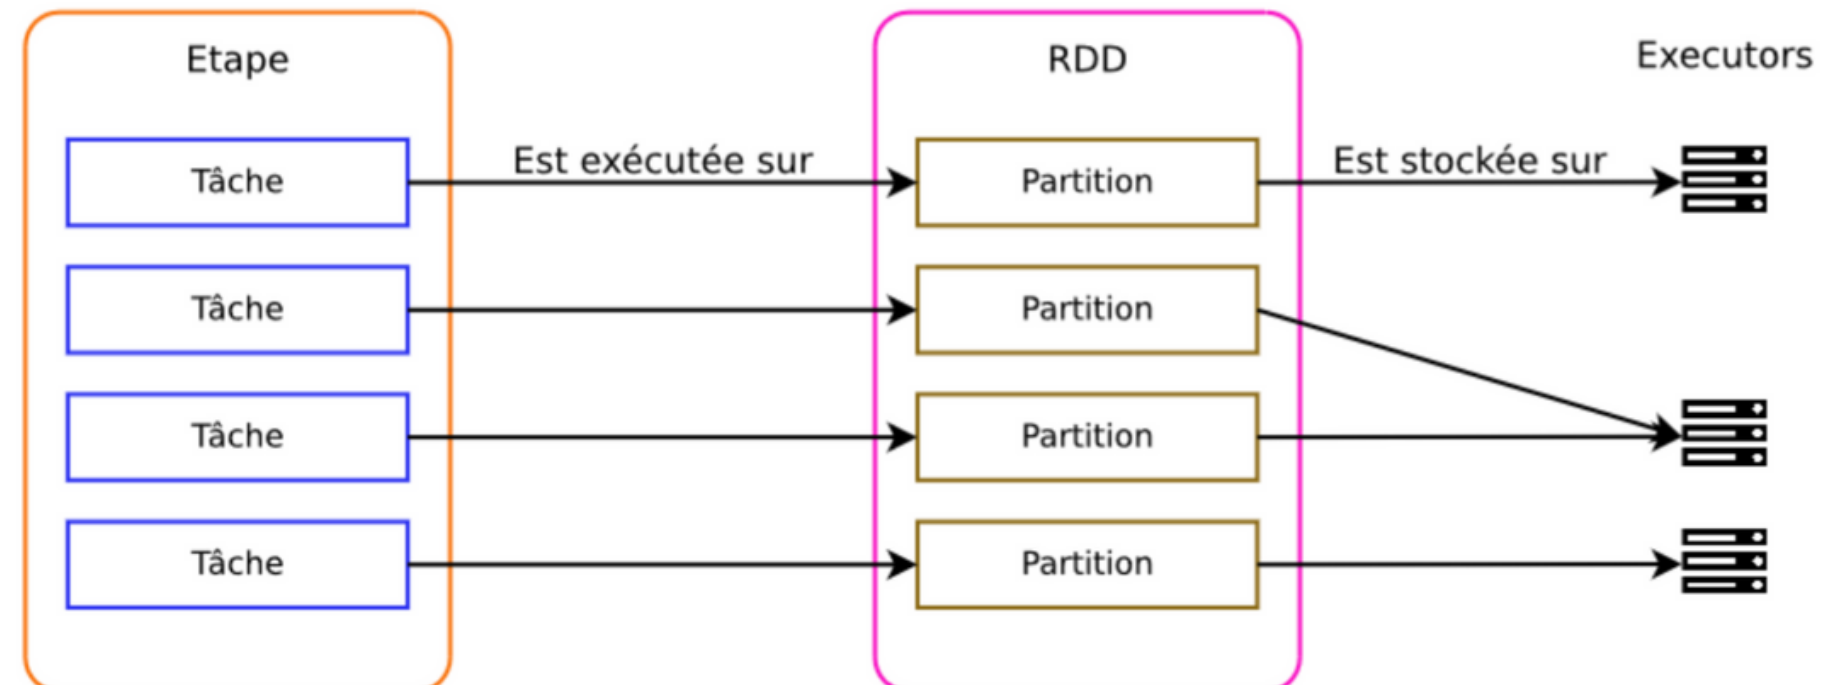 Etape
RDD
Executors
Tâche
Est exécutée sur
Partition
Est stockée sur
Tâche
Partition
Tâche
Partition
Tâche
Partition